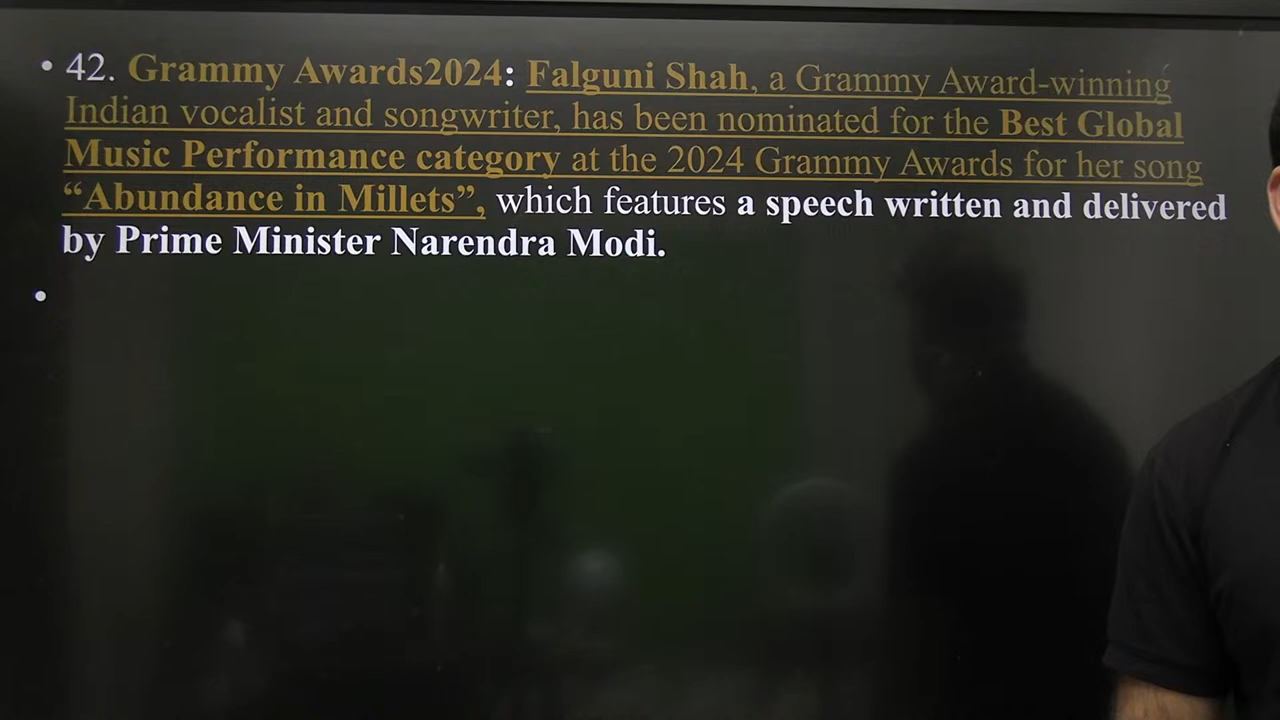 • 42. Grammy Awards2024: Falguni Shah, a Grammy Award-winning
Indian vocalist and songwriter, has been nominated for the Best Global
Music Performance category at the 2024 Grammy Awards for her song
“Abundance in Millets”, which features a speech written and delivered
by Prime Minister Narendra Modi.
•